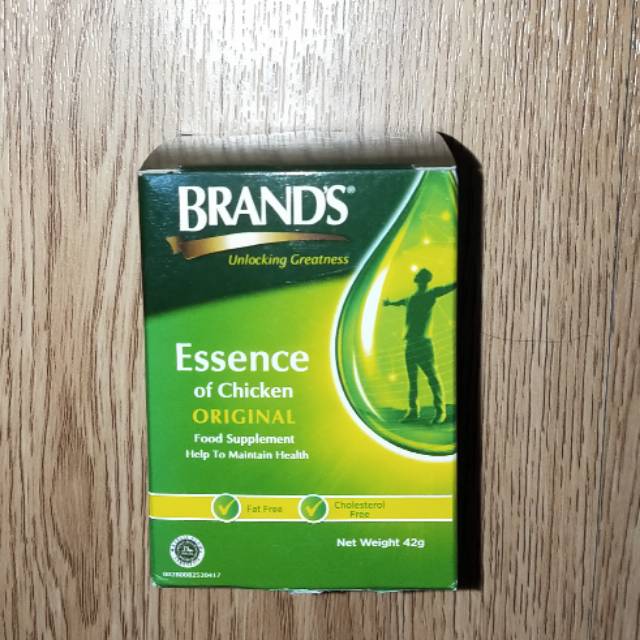 BRAND'S®
Unlocking Greatness
Essence
of Chicken
ORIGINAL
Food Supplement
Help To Maintain Health
Fat Free
Cholesterol
Free
Net Weight 42g